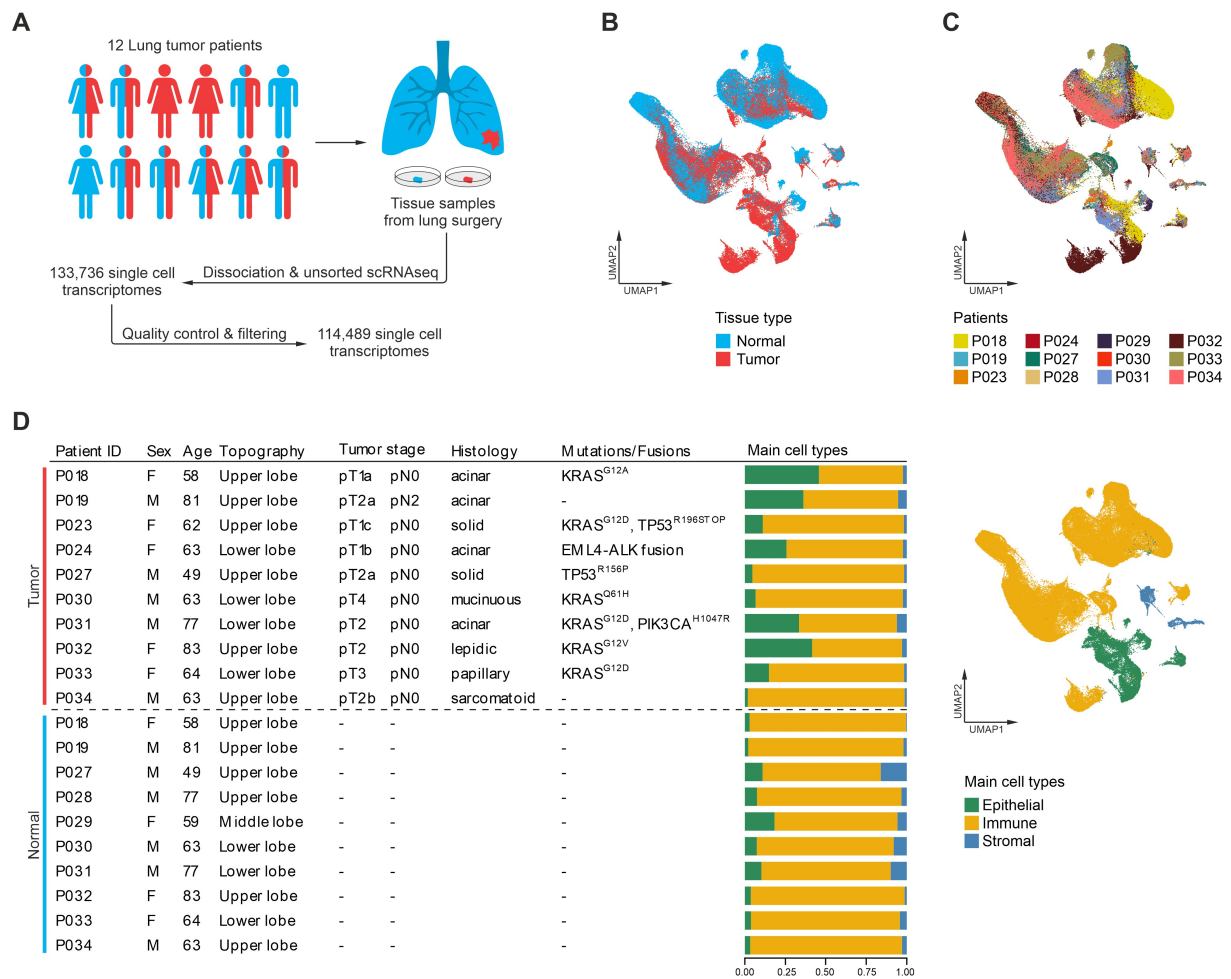 A
12 Lung tumor patients
Tissue samples
from lung surgery
Dissociation & unsorted scRNAseq
133,736 single cell
transcriptomes
Quality control & filtering
114,489 single cell
transcriptomes
B
UMAP2
UMAP1
Tissue type
Normal
Tumor
C
UMAP2
UMAP1
Patients
P018 P024 P029 P032
P019 P027 P030 P033
P023 P028 P031 P034
D
Patient ID Sex Age Topography Tumor stage Histology Mutations/Fusions Main cell types
Tumor
P018 F 58 Upper lobe pT1a pN0 acinar KRAS^G12A
P019 M 81 Upper lobe pT2a pN2 acinar -
P023 F 62 Upper lobe pT1c pN0 solid KRAS^G12D, TP53^R196STOP
P024 F 63 Lower lobe pT1b pN0 acinar EML4-ALK fusion
P027 M 49 Upper lobe pT2a pN0 solid TP53^R156P
P030 M 63 Lower lobe pT4 pN0 mucinuous KRAS^Q61H
P031 M 77 Lower lobe pT2 pN0 acinar KRAS^G12D, PIK3CA^H1047R
P032 F 83 Upper lobe pT2 pN0 lepidic KRAS^G12V
P033 F 64 Lower lobe pT3 pN0 papillary KRAS^G12D
P034 M 63 Upper lobe pT2b pN0 sarcomatoid -
Normal
P018 F 58 Upper lobe - - -
P019 M 81 Upper lobe - - -
P027 M 49 Upper lobe - - -
P028 M 77 Upper lobe - - -
P029 F 59 Middle lobe - - -
P030 M 63 Lower lobe - - -
P031 M 77 Lower lobe - - -
P032 F 83 Upper lobe - - -
P033 F 64 Lower lobe - - -
P034 M 63 Upper lobe - - -
0.00 0.25 0.50 0.75 1.00
UMAP2
UMAP1
Main cell types
Epithelial
Immune
Stromal